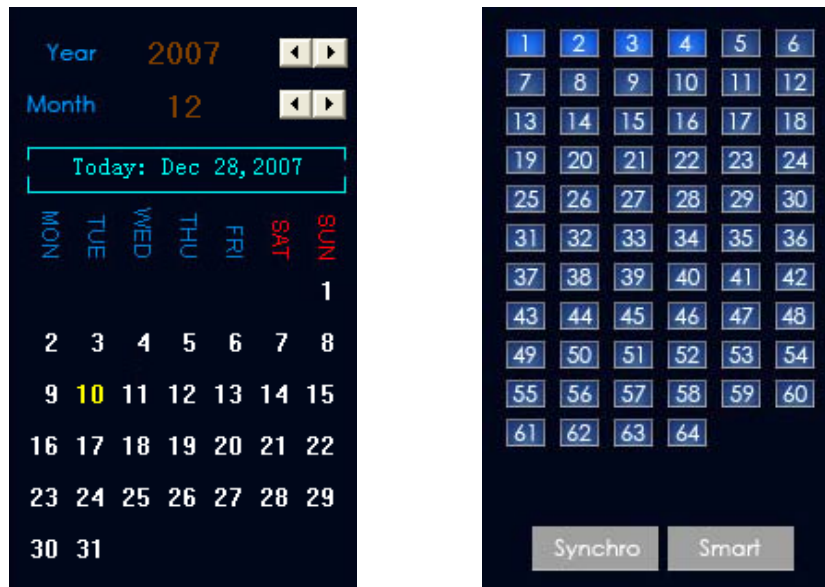 Year 2007
Month 12
Today: Dec 28, 2007
MON TUE WED THU FRI SAT SUN
1
2 3 4 5 6 7 8
9 10 11 12 13 14 15
16 17 18 19 20 21 22
23 24 25 26 27 28 29
30 31
1 2 3 4 5 6
7 8 9 10 11 12
13 14 15 16 17 18
19 20 21 22 23 24
25 26 27 28 29 30
31 32 33 34 35 36
37 38 39 40 41 42
43 44 45 46 47 48
49 50 51 52 53 54
55 56 57 58 59 60
61 62 63 64
Synchro Smart